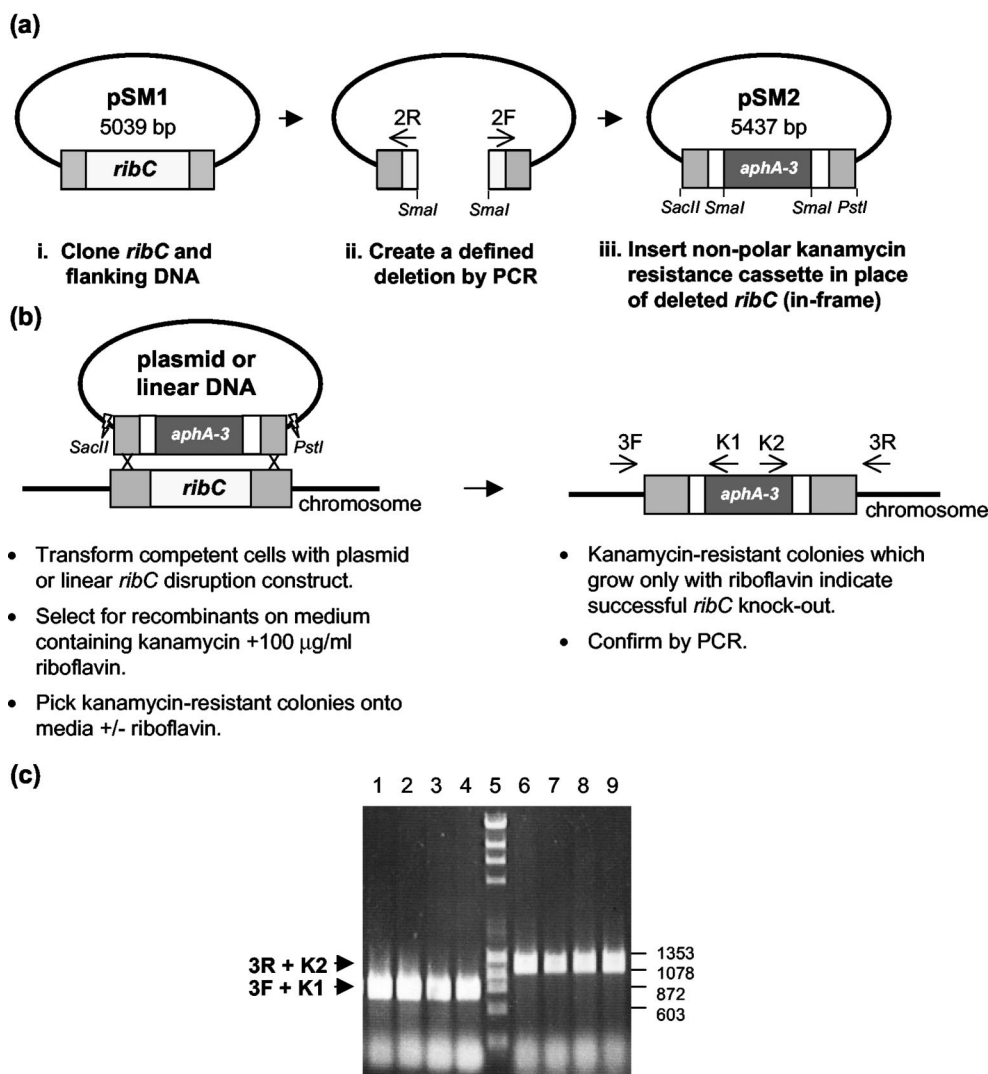 (a)
pSM1
5039 bp
ribC
2R 2F
SmaI SmaI
pSM2
5437 bp
aphA-3
SacII SmaI SmaI PstI
i. Clone ribC and
flanking DNA
ii. Create a defined
deletion by PCR
iii. Insert non-polar kanamycin
resistance cassette in place
of deleted ribC (in-frame)
(b)
plasmid or
linear DNA
SacII aphA-3 PstI
ribC
chromosome
3F K1 K2 3R
aphA-3
chromosome
• Transform competent cells with plasmid
or linear ribC disruption construct.
• Select for recombinants on medium
containing kanamycin +100 µg/ml
riboflavin.
• Pick kanamycin-resistant colonies onto
media +/- riboflavin.
• Kanamycin-resistant colonies which
grow only with riboflavin indicate
successful ribC knock-out.
• Confirm by PCR.
(c)
1 2 3 4 5 6 7 8 9
3R + K2
3F + K1
1353
1078
872
603